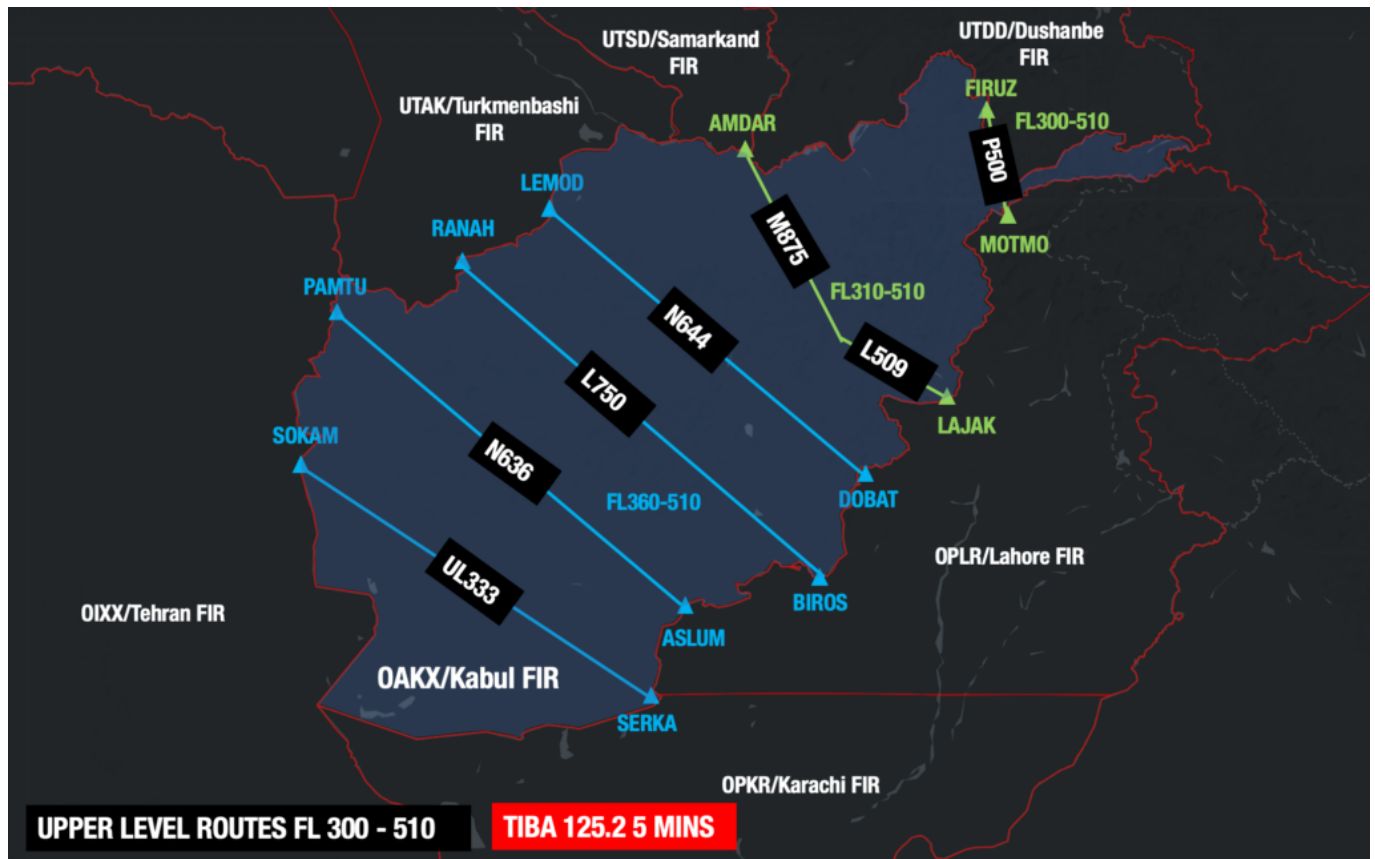 UTSD/Samarkand
FIR
UTDD/Dushanbe
FIR
UTAK/Turkmenbashi
FIR
FIRUZ
AMDAR
FL300-510
P500
LEMOD
RANAH
M875
MOTMO
PAMTU
FL310-510
N644
L509
L750
LAJAK
SOKAM
N636
FL360-510
DOBAT
UL333
OPLR/Lahore FIR
BIROS
OIXX/Tehran FIR
ASLUM
OAKX/Kabul FIR
SERKA
OPKR/Karachi FIR
UPPER LEVEL ROUTES FL 300 - 510
TIBA 125.2 5 MINS